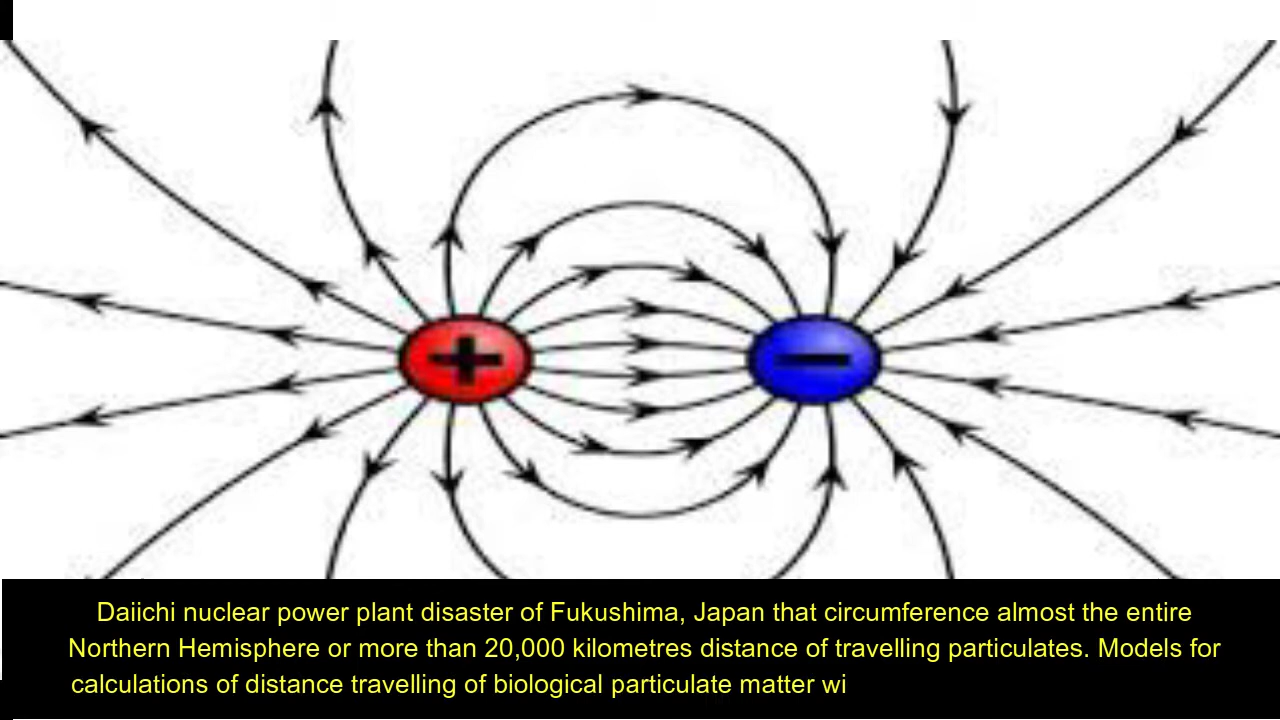 + −
Daiichi nuclear power plant disaster of Fukushima, Japan that circumference almost the entire
Northern Hemisphere or more than 20,000 kilometres distance of travelling particulates. Models for
calculations of distance travelling of biological particulate matter wi